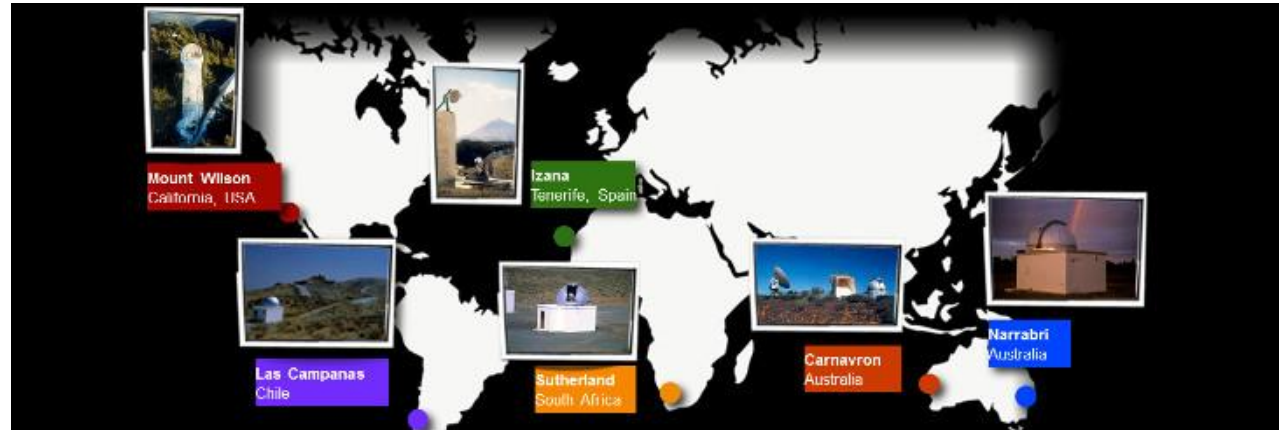 Mount Wilson
California, USA
Izana
Tenerife, Spain
Narrabri
Australia
Las Campanas
Chile
Sutherland
South Africa
Carnavron
Australia